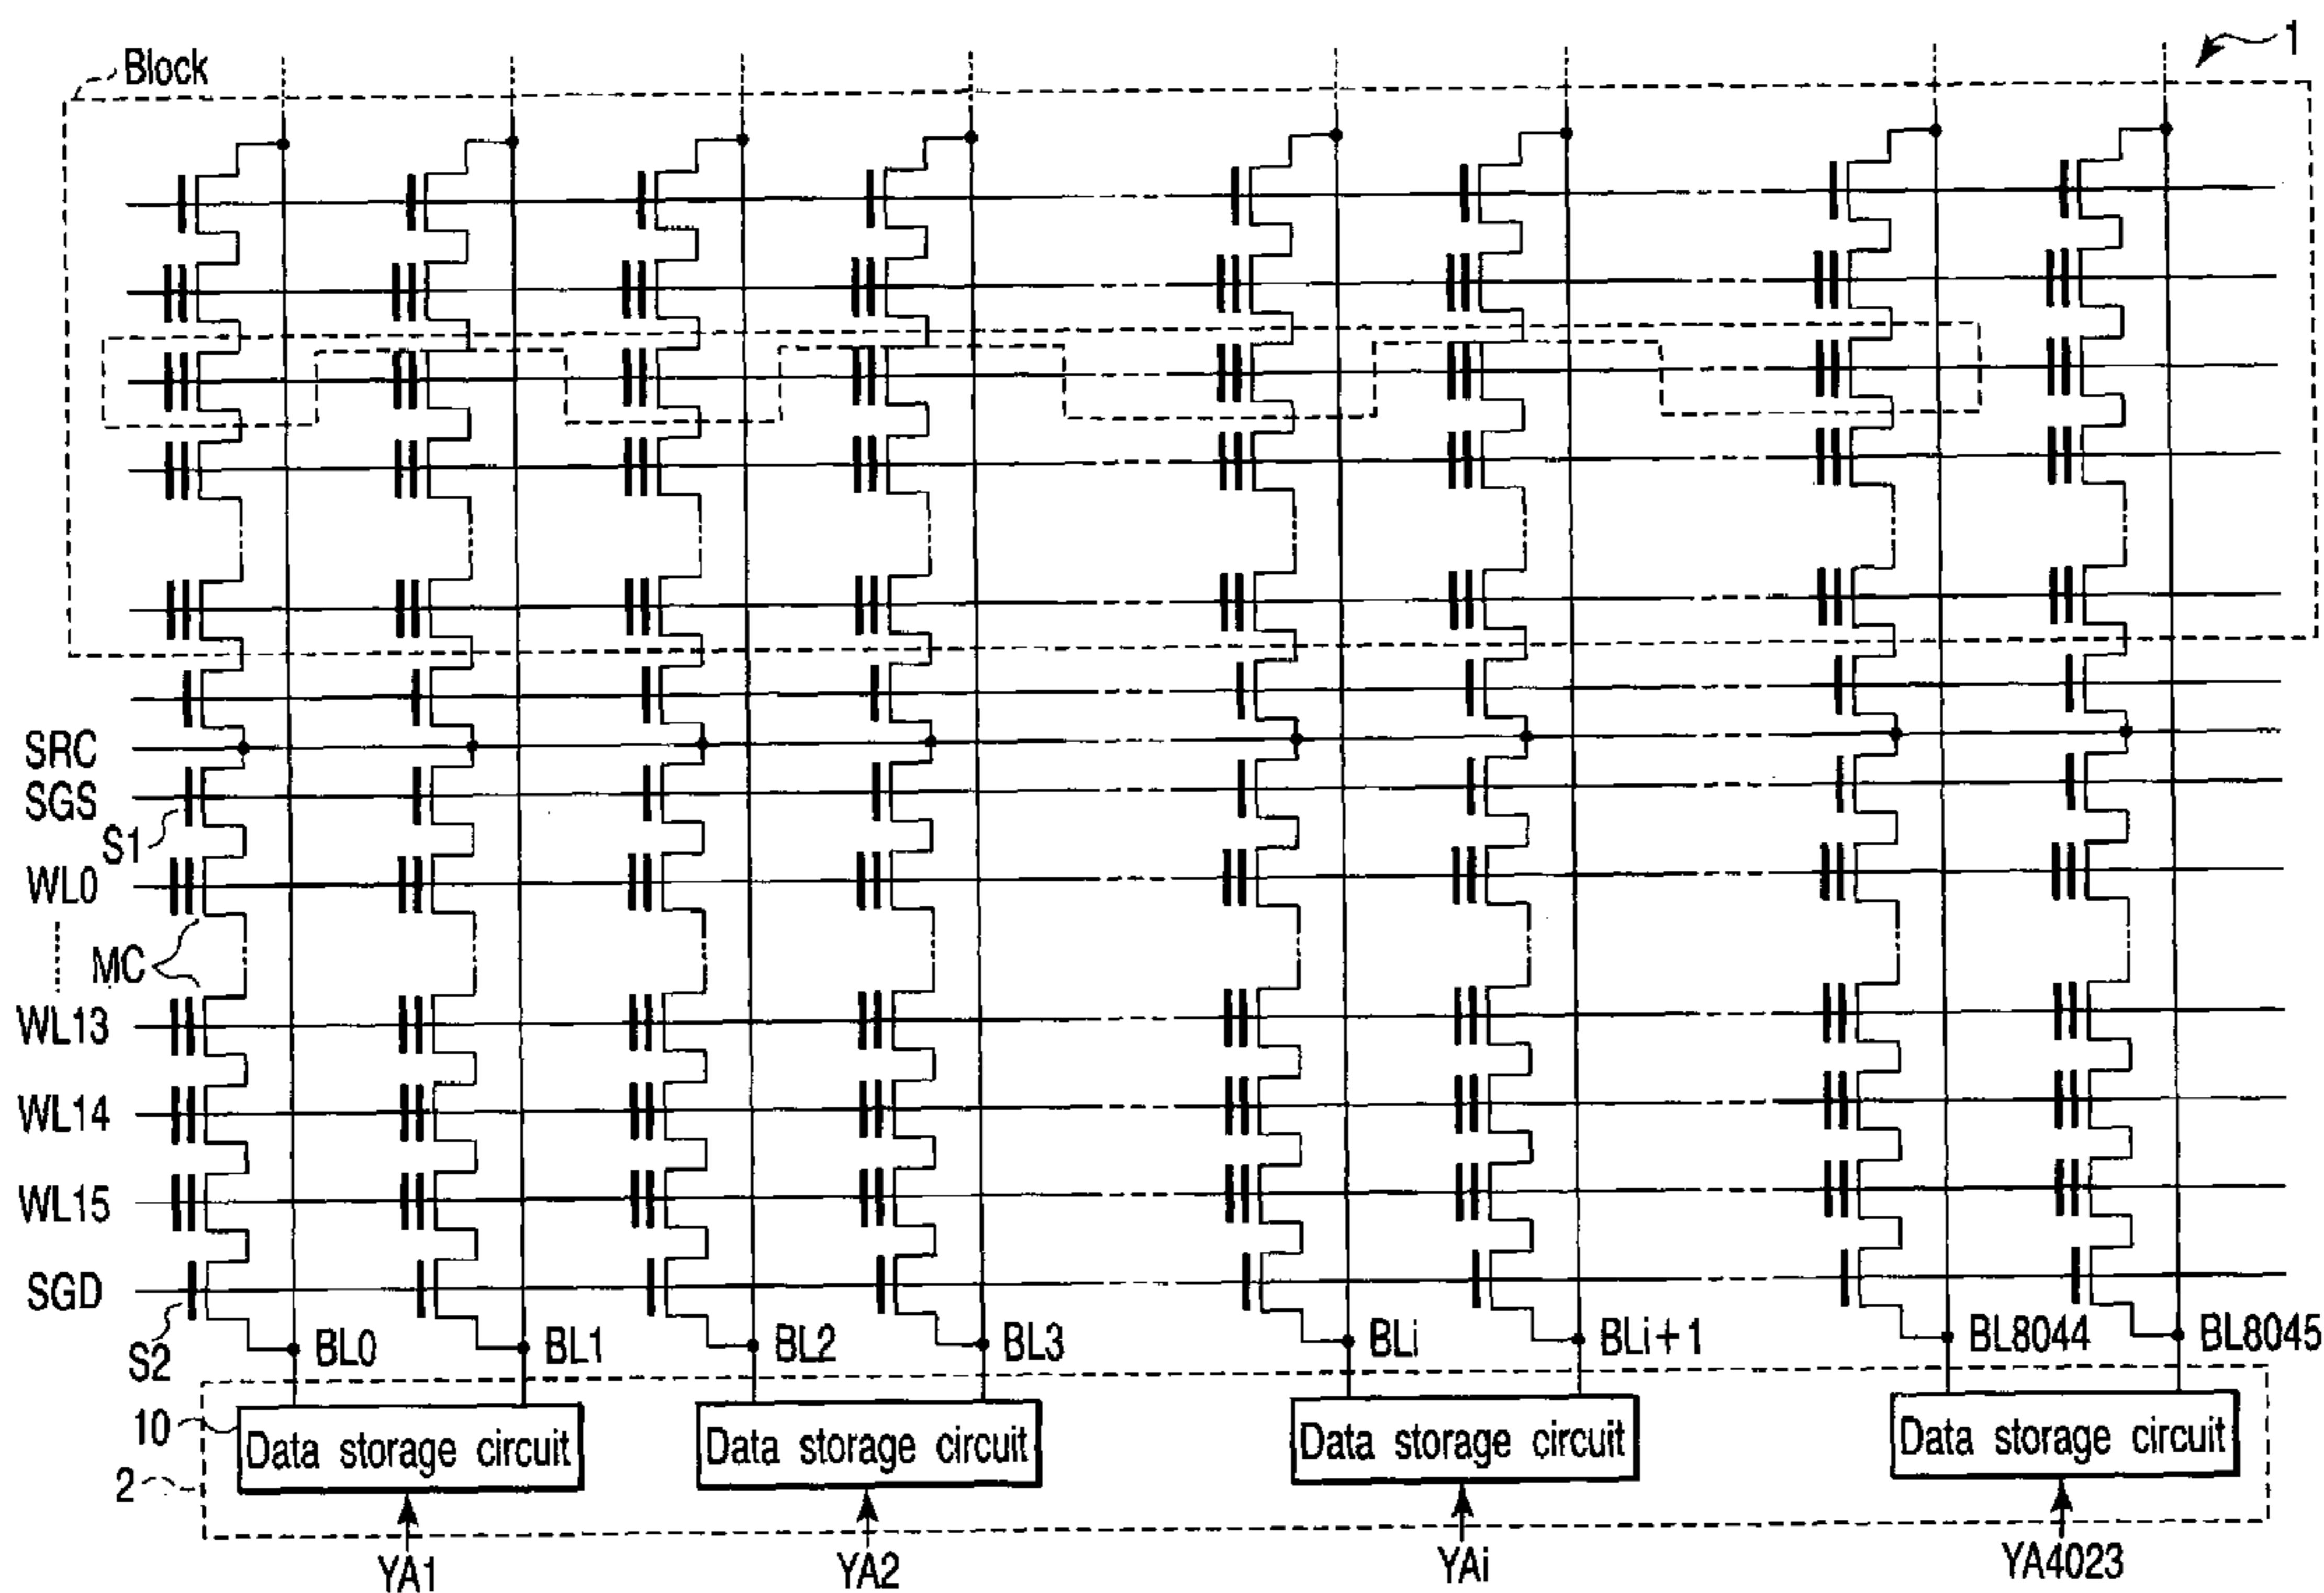 1
Block
SRC
SGS
S1
WL0
MC
WL13
WL14
WL15
SGD
S2
BL0 BL1 BL2 BL3 BLi BLi+1 BL8044 BL8045
10
Data storage circuit Data storage circuit Data storage circuit Data storage circuit
2
YA1 YA2 YAi YA4023